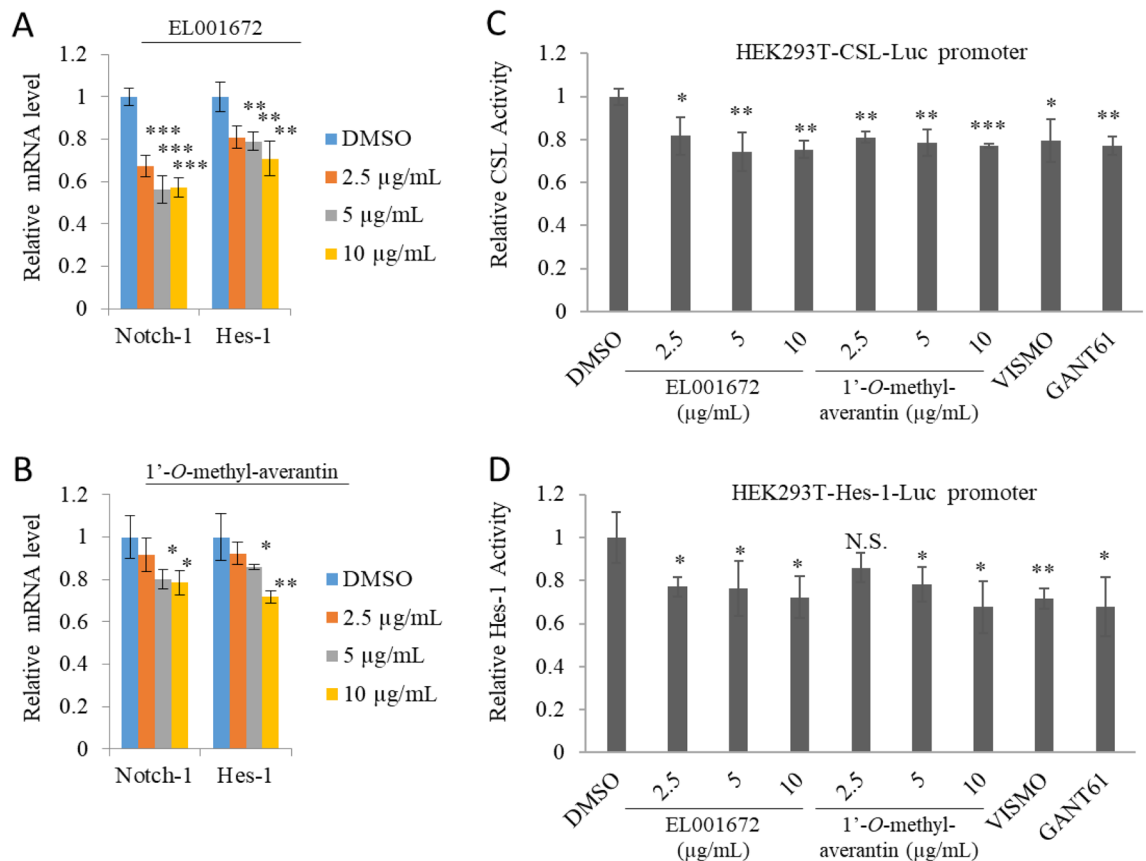 A
EL001672
Relative mRNA level
1.2
1
0.8
0.6
0.4
0.2
0
***
***
***
**
**
**
Notch-1 Hes-1
DMSO
2.5 µg/mL
5 µg/mL
10 µg/mL
B
1’-O-methyl-averantin
Relative mRNA level
1.2
1
0.8
0.6
0.4
0.2
0
*
*
*
**
Notch-1 Hes-1
DMSO
2.5 µg/mL
5 µg/mL
10 µg/mL
C
HEK293T-CSL-Luc promoter
Relative CSL Activity
1.2
1
0.8
0.6
0.4
0.2
0
* ** ** ** ** *** * **
DMSO 2.5 5 10 2.5 5 10 VISMO GANT61
EL001672
(µg/mL)
1’-O-methyl-
averantin (µg/mL)
D
HEK293T-Hes-1-Luc promoter
Relative Hes-1 Activity
1.2
1
0.8
0.6
0.4
0.2
0
* * * N.S. * * ** *
DMSO 2.5 5 10 2.5 5 10 VISMO GANT61
EL001672
(µg/mL)
1’-O-methyl-
averantin (µg/mL)